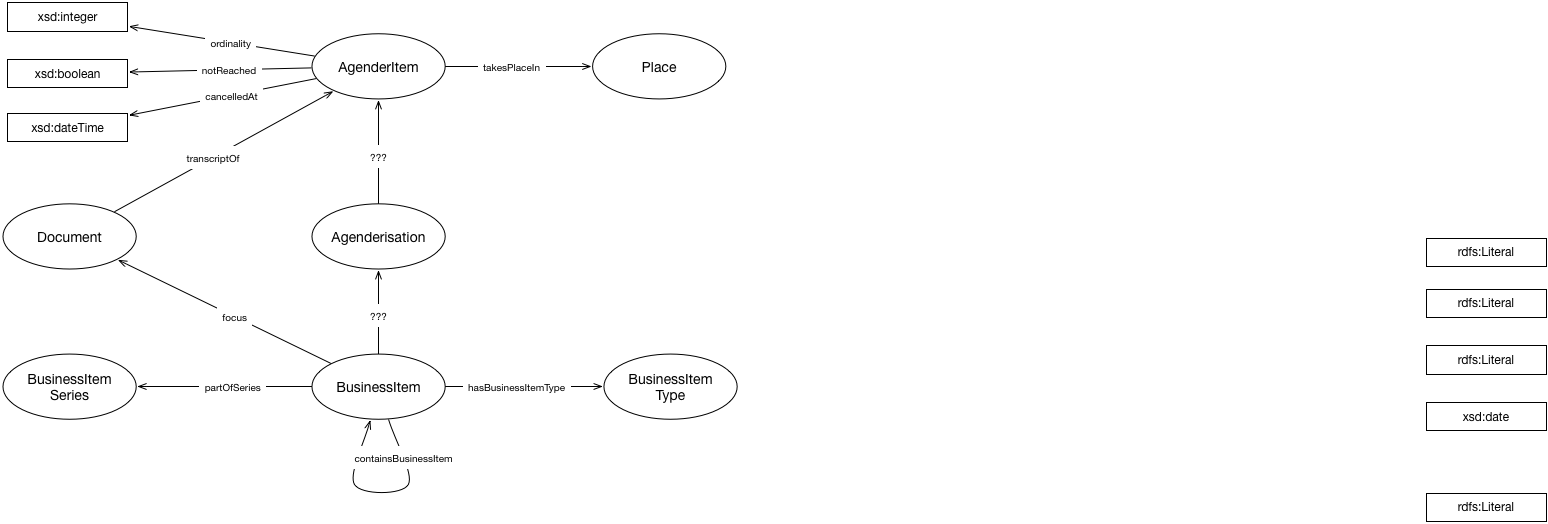 xsd:integer
ordinality
xsd:boolean
notReached
AgenderItem
takesPlaceIn
Place
cancelledAt
xsd:dateTime
transcriptOf
???
Document
Agenderisation
rdfs:Literal
rdfs:Literal
focus
???
rdfs:Literal
BusinessItem
Series
partOfSeries
BusinessItem
hasBusinessItemType
BusinessItem
Type
xsd:date
containsBusinessItem
rdfs:Literal